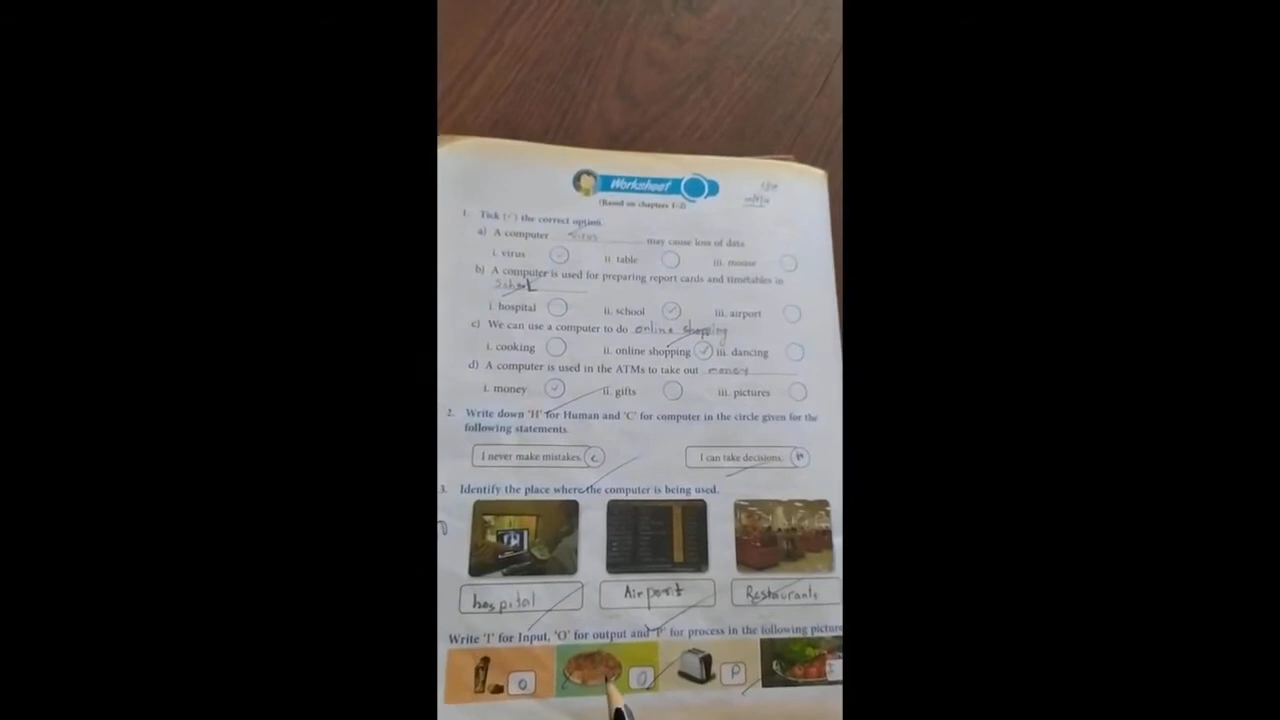 Worksheet
(Based on chapters 1-3)
1. Tick (✓) the correct option.
a) A computer virus may cause loss of data
i. virus ✓ ii. table iii. mouse
b) A computer is used for preparing report cards and timetables in
School
i. hospital ii. school ✓ iii. airport
c) We can use a computer to do online shopping
i. cooking ii. online shopping ✓ iii. dancing
d) A computer is used in the ATMs to take out money
i. money ✓ ii. gifts iii. pictures
2. Write down 'H' for Human and 'C' for computer in the circle given for the
following statements.
I never make mistakes. C I can take decisions. H
3. Identify the place where the computer is being used.
hospital Airport Restaurants
Write 'I' for Input, 'O' for output and 'P' for process in the following picture
O O P I